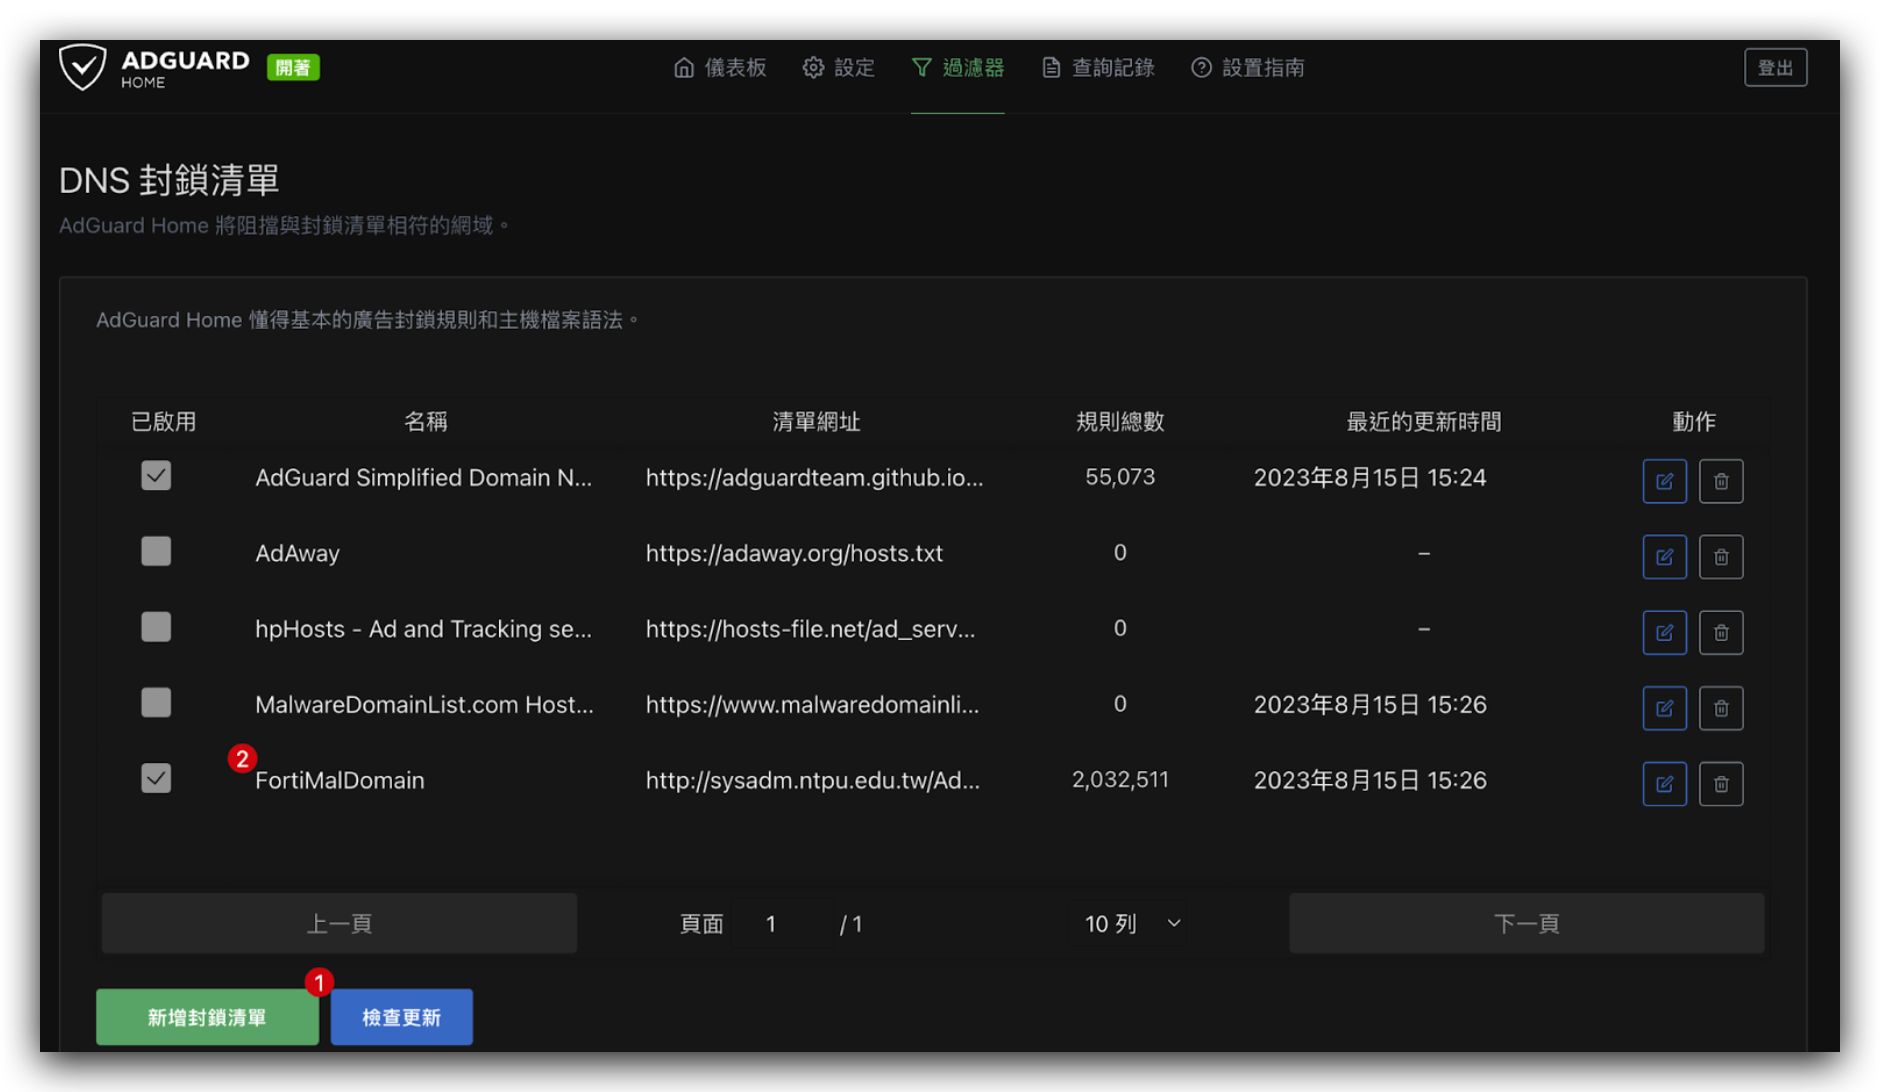 ADGUARD HOME 開著 儀表板 設定 過濾器 查詢記錄 設置指南 登出
DNS 封鎖清單
AdGuard Home 將阻擋與封鎖清單相符的網域。
AdGuard Home 懂得基本的廣告封鎖規則和主機檔案語法。
已啟用 名稱 清單網址 規則總數 最近的更新時間 動作
AdGuard Simplified Domain N... https://adguardteam.github.io... 55,073 2023年8月15日 15:24
AdAway https://adaway.org/hosts.txt 0 –
hpHosts - Ad and Tracking se... https://hosts-file.net/ad_serv... 0 –
MalwareDomainList.com Host... https://www.malwaredomainli... 0 2023年8月15日 15:26
2 FortiMalDomain http://sysadm.ntpu.edu.tw/Ad... 2,032,511 2023年8月15日 15:26
上一頁 頁面 1 / 1 10 列 下一頁
1
新增封鎖清單 檢查更新